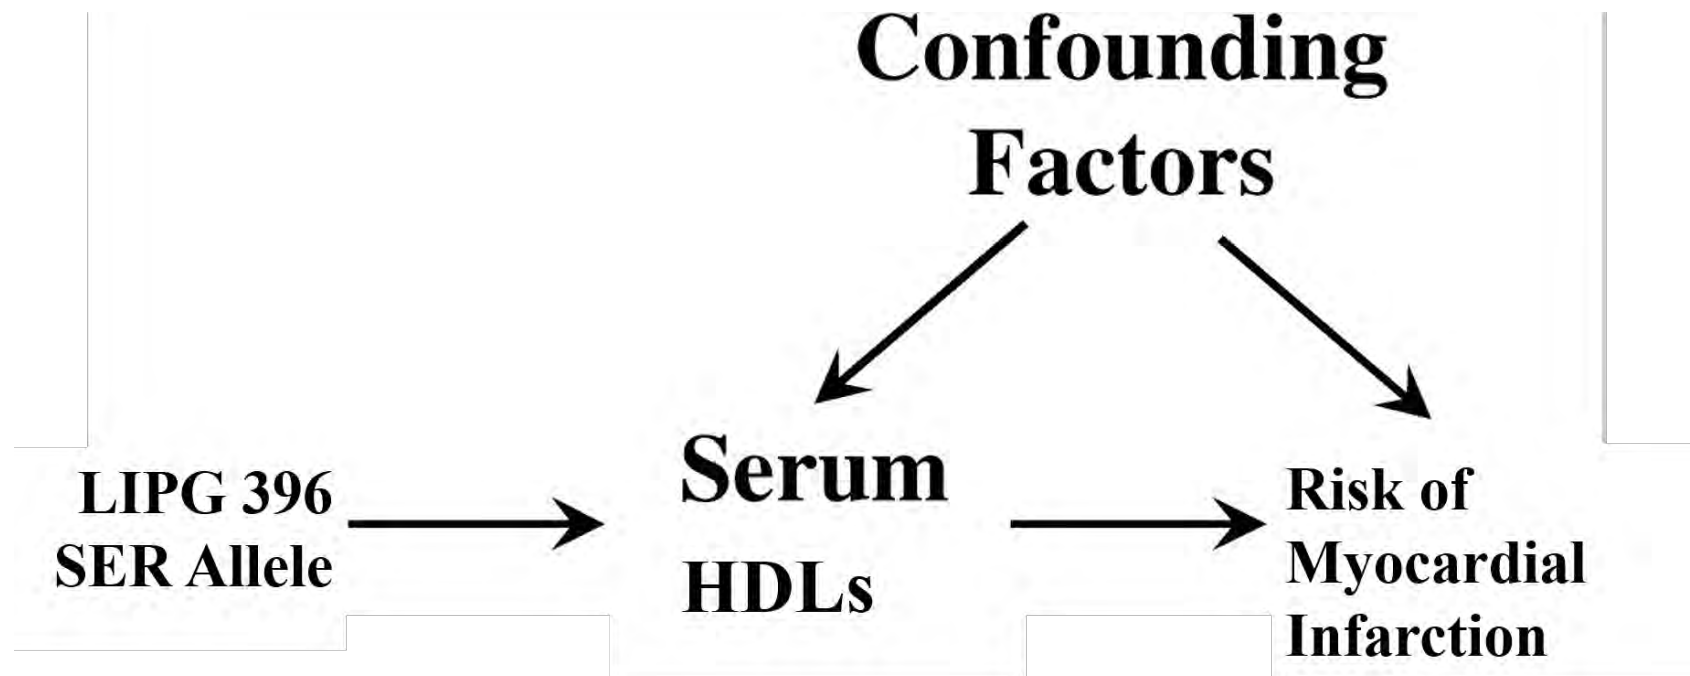 Confounding
Factors
LIPG 396
SER Allele
Serum
HDLs
Risk of
Myocardial
Infarction